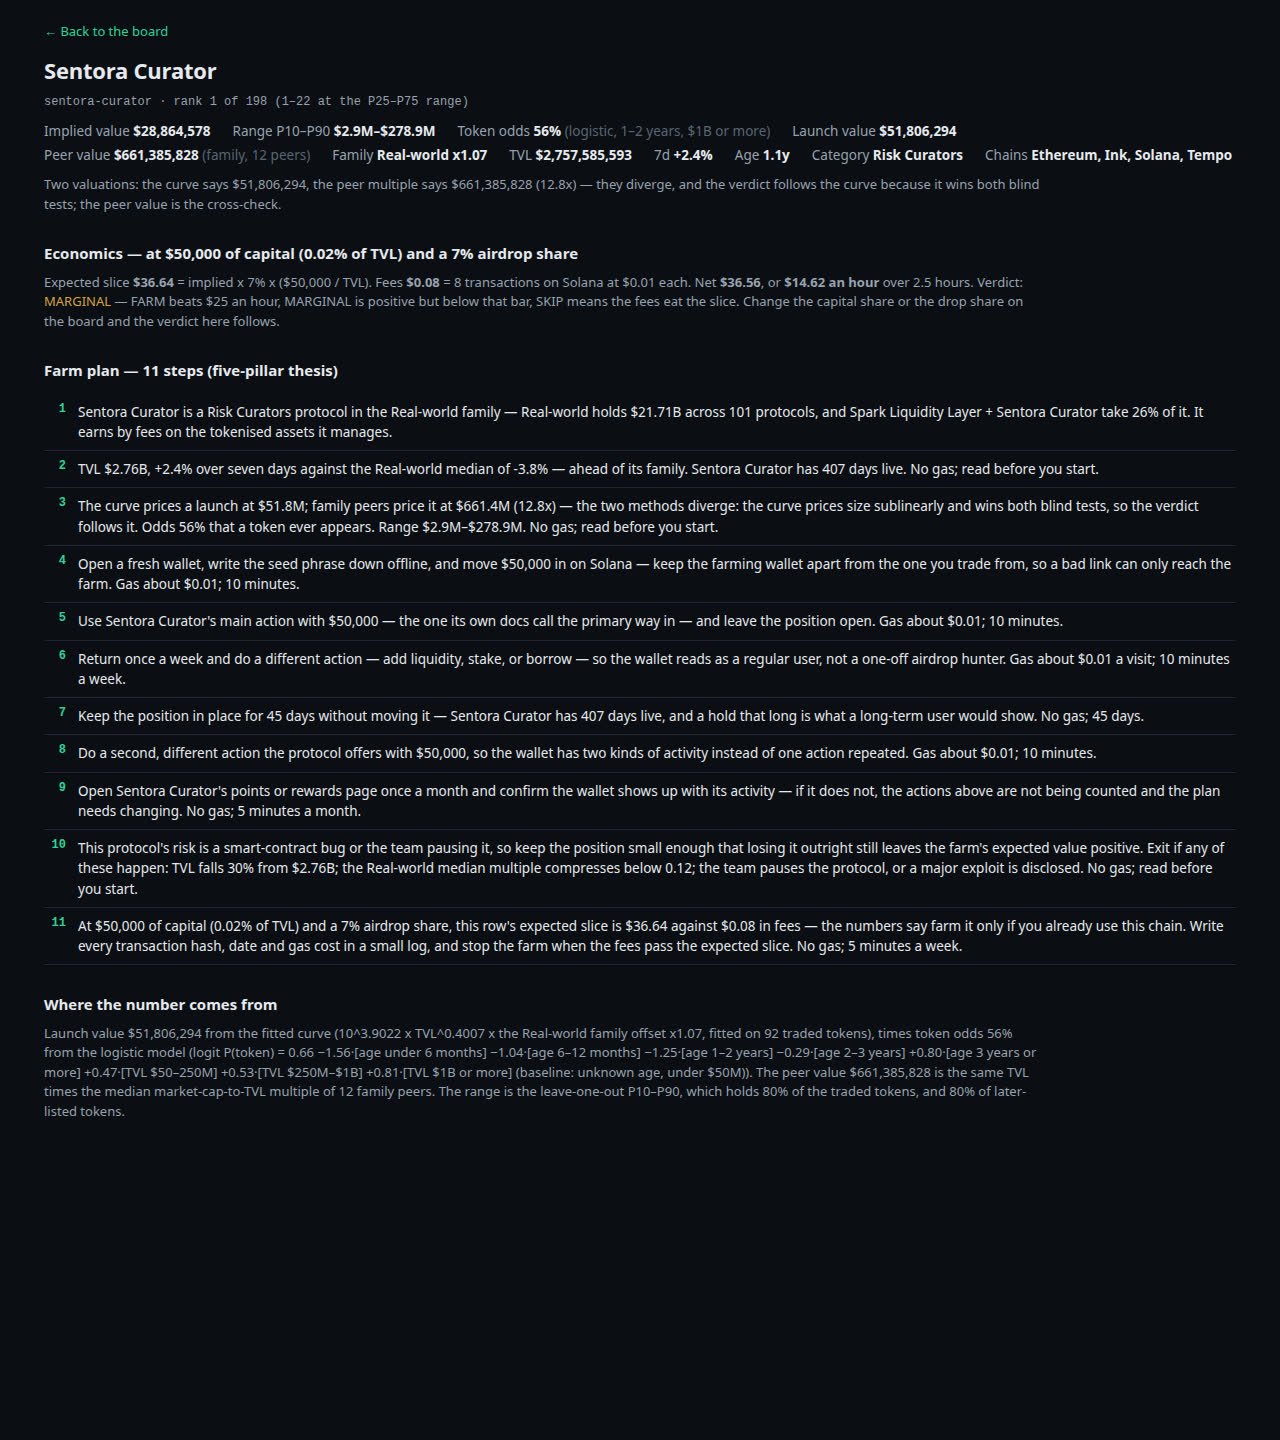 ← Back to the board
Sentora Curator
sentora-curator · rank 1 of 198 (1–22 at the P25–P75 range)
Implied value $28,864,578 Range P10–P90 $2.9M–$278.9M Token odds 56% (logistic, 1–2 years, $1B or more) Launch value $51,806,294
Peer value $661,385,828 (family, 12 peers) Family Real-world x1.07 TVL $2,757,585,593 7d +2.4% Age 1.1y Category Risk Curators Chains Ethereum, Ink, Solana, Tempo
Two valuations: the curve says $51,806,294, the peer multiple says $661,385,828 (12.8x) — they diverge, and the verdict follows the curve because it wins both blind
tests; the peer value is the cross-check.
Economics — at $50,000 of capital (0.02% of TVL) and a 7% airdrop share
Expected slice $36.64 = implied x 7% x ($50,000 / TVL). Fees $0.08 = 8 transactions on Solana at $0.01 each. Net $36.56, or $14.62 an hour over 2.5 hours. Verdict:
MARGINAL — FARM beats $25 an hour, MARGINAL is positive but below that bar, SKIP means the fees eat the slice. Change the capital share or the drop share on
the board and the verdict here follows.
Farm plan — 11 steps (five-pillar thesis)
1 Sentora Curator is a Risk Curators protocol in the Real-world family — Real-world holds $21.71B across 101 protocols, and Spark Liquidity Layer + Sentora Curator take 26% of it. It
earns by fees on the tokenised assets it manages.
2 TVL $2.76B, +2.4% over seven days against the Real-world median of -3.8% — ahead of its family. Sentora Curator has 407 days live. No gas; read before you start.
3 The curve prices a launch at $51.8M; family peers price it at $661.4M (12.8x) — the two methods diverge: the curve prices size sublinearly and wins both blind tests, so the verdict
follows it. Odds 56% that a token ever appears. Range $2.9M–$278.9M. No gas; read before you start.
4 Open a fresh wallet, write the seed phrase down offline, and move $50,000 in on Solana — keep the farming wallet apart from the one you trade from, so a bad link can only reach the
farm. Gas about $0.01; 10 minutes.
5 Use Sentora Curator's main action with $50,000 — the one its own docs call the primary way in — and leave the position open. Gas about $0.01; 10 minutes.
6 Return once a week and do a different action — add liquidity, stake, or borrow — so the wallet reads as a regular user, not a one-off airdrop hunter. Gas about $0.01 a visit; 10 minutes
a week.
7 Keep the position in place for 45 days without moving it — Sentora Curator has 407 days live, and a hold that long is what a long-term user would show. No gas; 45 days.
8 Do a second, different action the protocol offers with $50,000, so the wallet has two kinds of activity instead of one action repeated. Gas about $0.01; 10 minutes.
9 Open Sentora Curator's points or rewards page once a month and confirm the wallet shows up with its activity — if it does not, the actions above are not being counted and the plan
needs changing. No gas; 5 minutes a month.
10 This protocol's risk is a smart-contract bug or the team pausing it, so keep the position small enough that losing it outright still leaves the farm's expected value positive. Exit if any of
these happen: TVL falls 30% from $2.76B; the Real-world median multiple compresses below 0.12; the team pauses the protocol, or a major exploit is disclosed. No gas; read before
you start.
11 At $50,000 of capital (0.02% of TVL) and a 7% airdrop share, this row's expected slice is $36.64 against $0.08 in fees — the numbers say farm it only if you already use this chain. Write
every transaction hash, date and gas cost in a small log, and stop the farm when the fees pass the expected slice. No gas; 5 minutes a week.
Where the number comes from
Launch value $51,806,294 from the fitted curve (10^3.9022 x TVL^0.4007 x the Real-world family offset x1.07, fitted on 92 traded tokens), times token odds 56%
from the logistic model (logit P(token) = 0.66 −1.56·[age under 6 months] −1.04·[age 6–12 months] −1.25·[age 1–2 years] −0.29·[age 2–3 years] +0.80·[age 3 years or
more] +0.47·[TVL $50–250M] +0.53·[TVL $250M–$1B] +0.81·[TVL $1B or more] (baseline: unknown age, under $50M)). The peer value $661,385,828 is the same TVL
times the median market-cap-to-TVL multiple of 12 family peers. The range is the leave-one-out P10–P90, which holds 80% of the traded tokens, and 80% of later-
listed tokens.